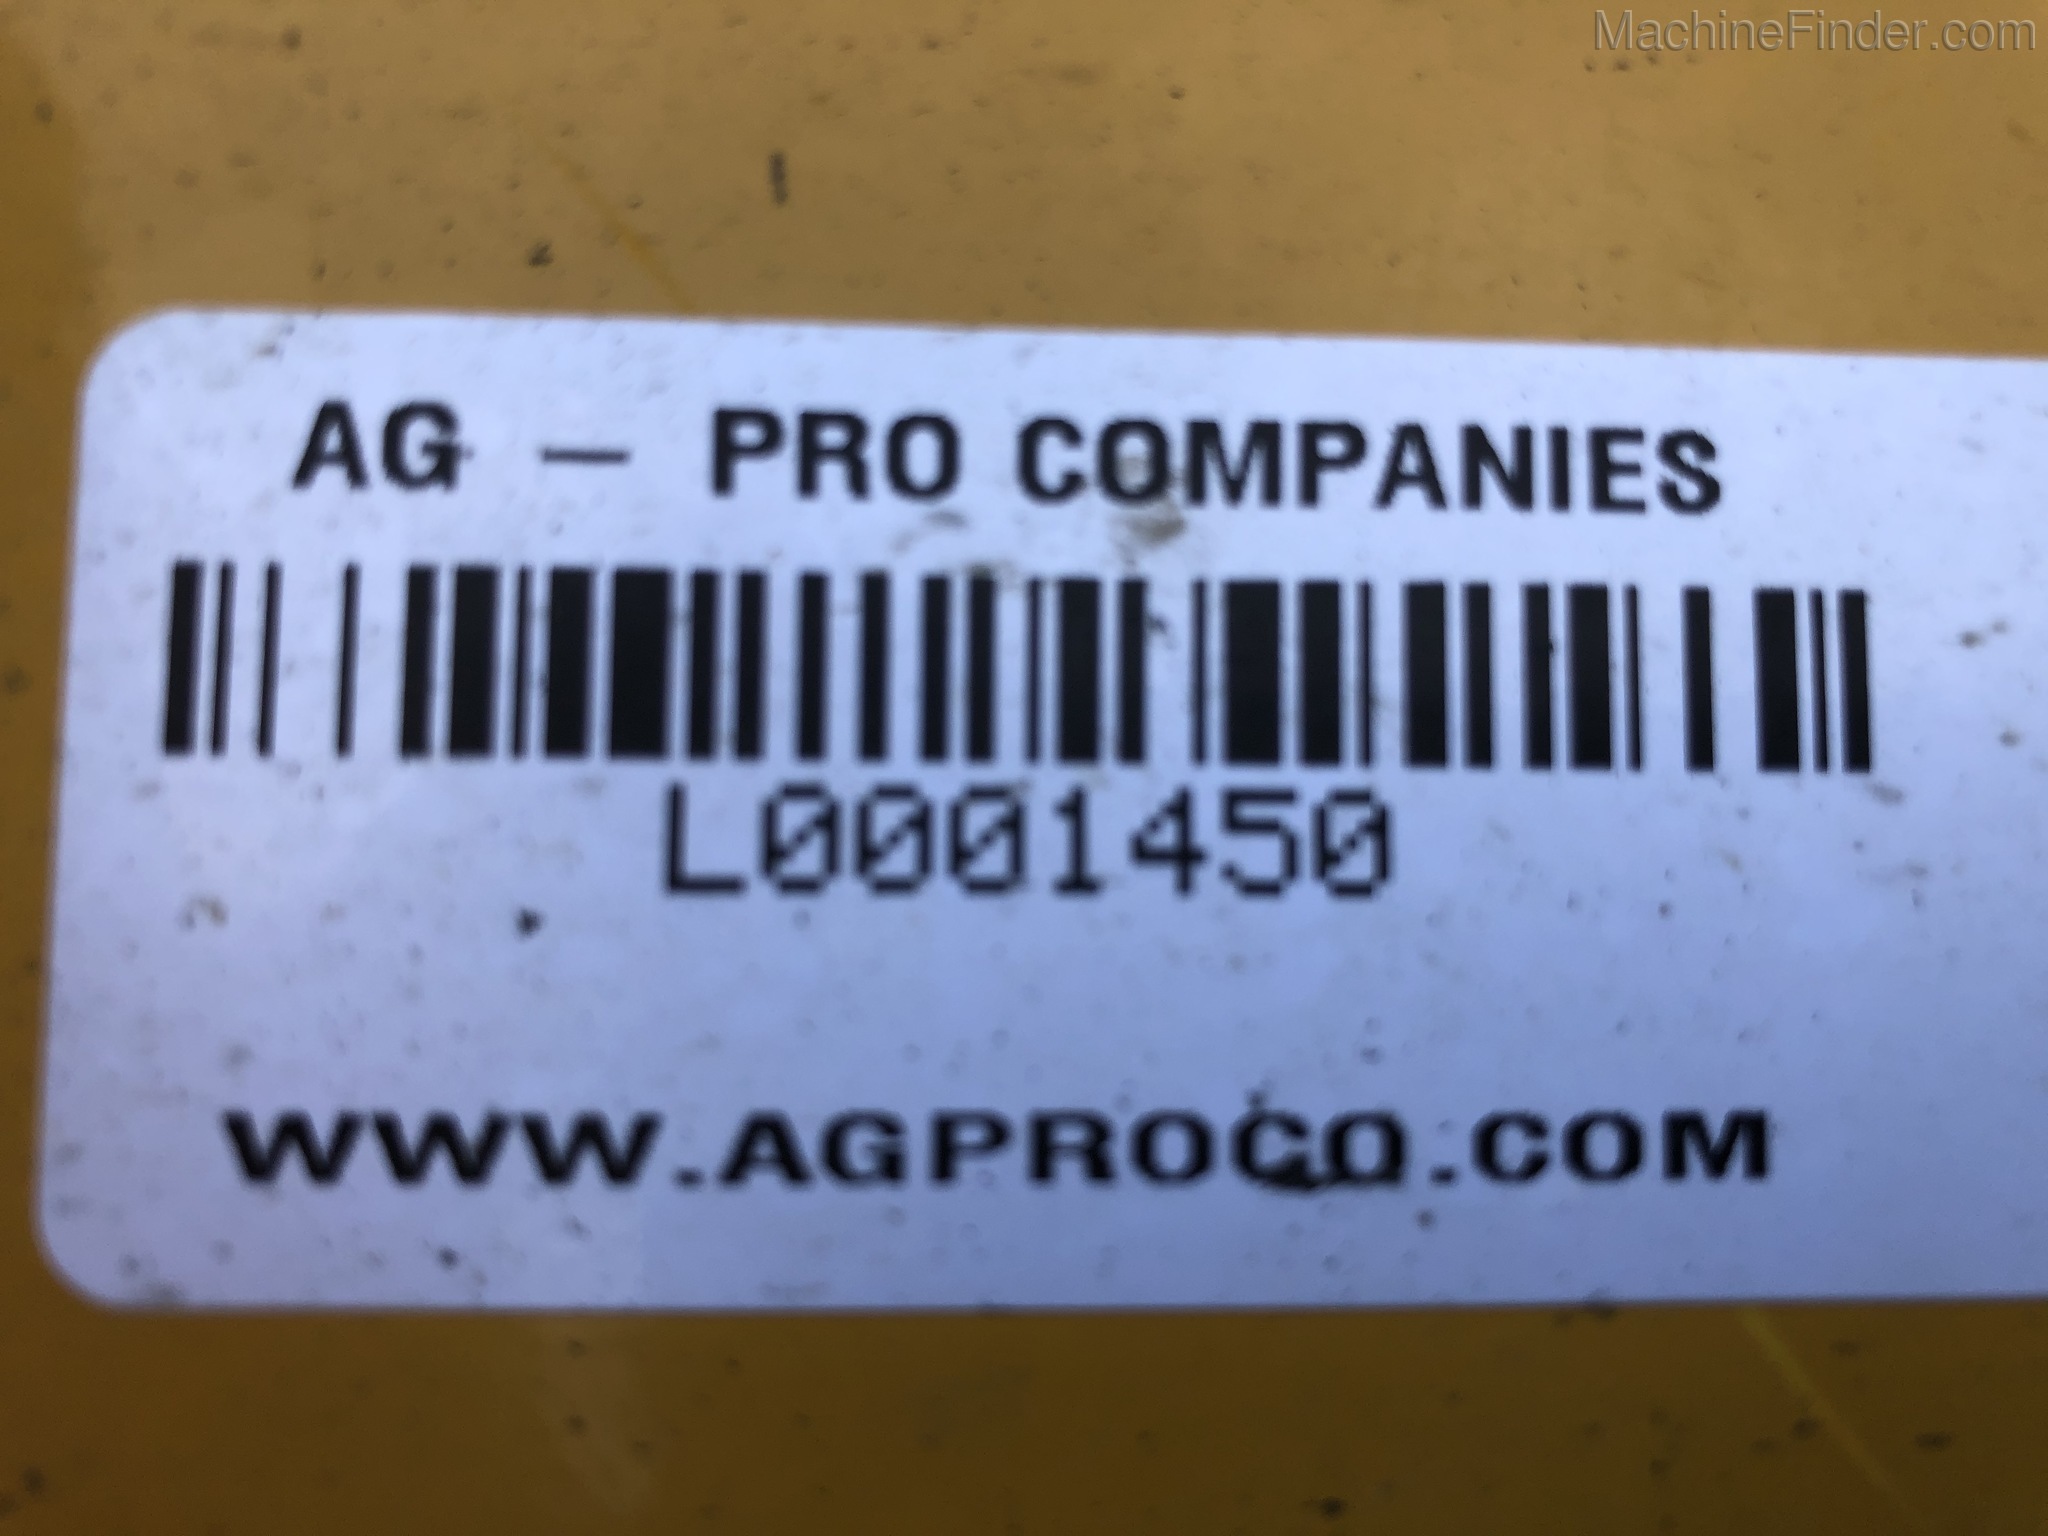 MachineFinder.com
AG – PRO COMPANIES
L0001450
WWW.AGPROCO.COM